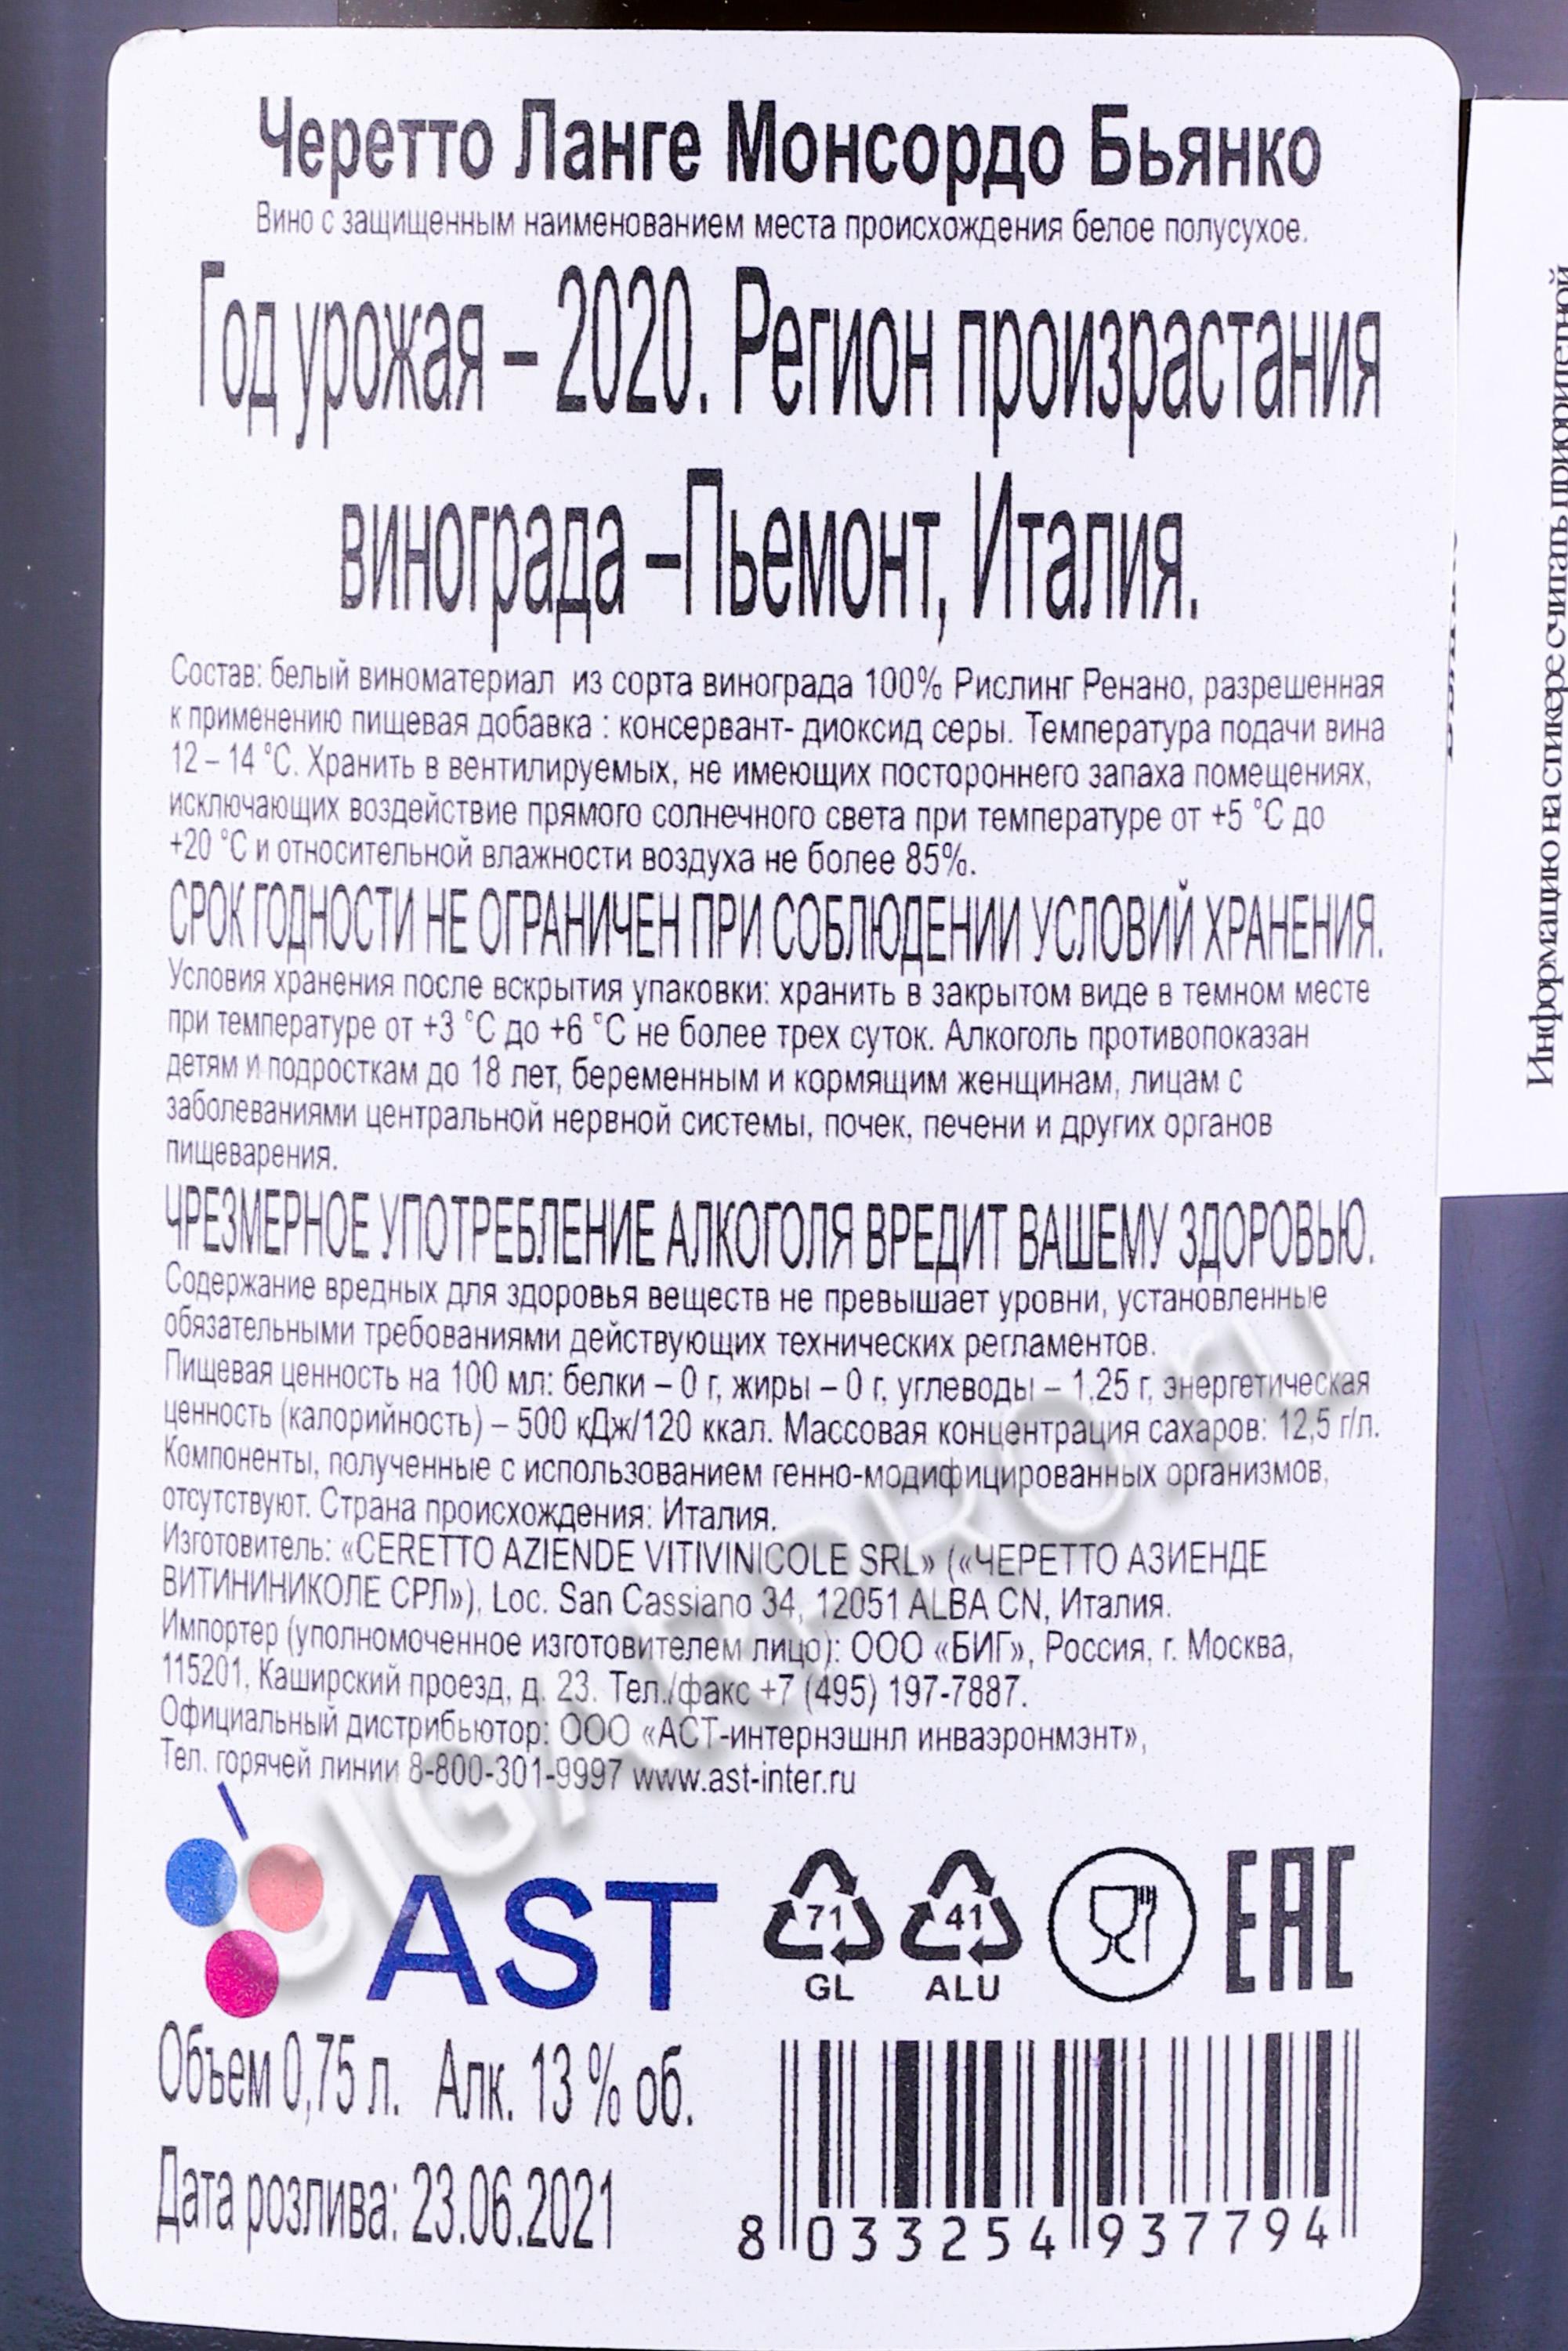 Черетто Ланге Монсордо Бьянко
Вино с защищенным наименованием места происхождения белое полусухое.
Год урожая – 2020. Регион произрастания
винограда –Пьемонт, Италия.
Состав: белый виноматериал из сорта винограда 100% Рислинг Ренано, разрешенная
к применению пищевая добавка : консервант- диоксид серы. Температура подачи вина
12 – 14 °С. Хранить в вентилируемых, не имеющих постороннего запаха помещениях,
исключающих воздействие прямого солнечного света при температуре от +5 °С до
+20 °С и относительной влажности воздуха не более 85%.
СРОК ГОДНОСТИ НЕ ОГРАНИЧЕН ПРИ СОБЛЮДЕНИИ УСЛОВИЙ ХРАНЕНИЯ.
Условия хранения после вскрытия упаковки: хранить в закрытом виде в темном месте
при температуре от +3 °С до +6 °С не более трех суток. Алкоголь противопоказан
детям и подросткам до 18 лет, беременным и кормящим женщинам, лицам с
заболеваниями центральной нервной системы, почек, печени и других органов
пищеварения.
ЧРЕЗМЕРНОЕ УПОТРЕБЛЕНИЕ АЛКОГОЛЯ ВРЕДИТ ВАШЕМУ ЗДОРОВЬЮ.
Содержание вредных для здоровья веществ не превышает уровни, установленные
обязательными требованиями действующих технических регламентов.
Пищевая ценность на 100 мл: белки – 0 г, жиры – 0 г, углеводы – 1,25 г, энергетическая
ценность (калорийность) – 500 кДж/120 ккал. Массовая концентрация сахаров: 12,5 г/л.
Компоненты, полученные с использованием генно-модифицированных организмов,
отсутствуют. Страна происхождения: Италия.
Изготовитель: «CERETTO AZIENDE VITIVINICOLE SRL» («ЧЕРЕТТО АЗИЕНДЕ
ВИТИНИНИКОЛЕ СРЛ»), Loc. San Cassiano 34, 12051 ALBA CN, Италия.
Импортер (уполномоченное изготовителем лицо): ООО «БИГ», Россия, г. Москва,
115201, Каширский проезд, д. 23. Тел./факс +7 (495) 197-7887.
Официальный дистрибьютор: ООО «АСТ-интернэшнл инваэронмэнт»,
Тел. горячей линии 8-800-301-9997 www.ast-inter.ru
AST
71
GL
41
ALU
EAC
Объем 0,75 л. Алк. 13 % об.
Дата розлива: 23.06.2021
8 033254 937794
Информацию на стикере считать приоритетной
CIGARPRO.ru